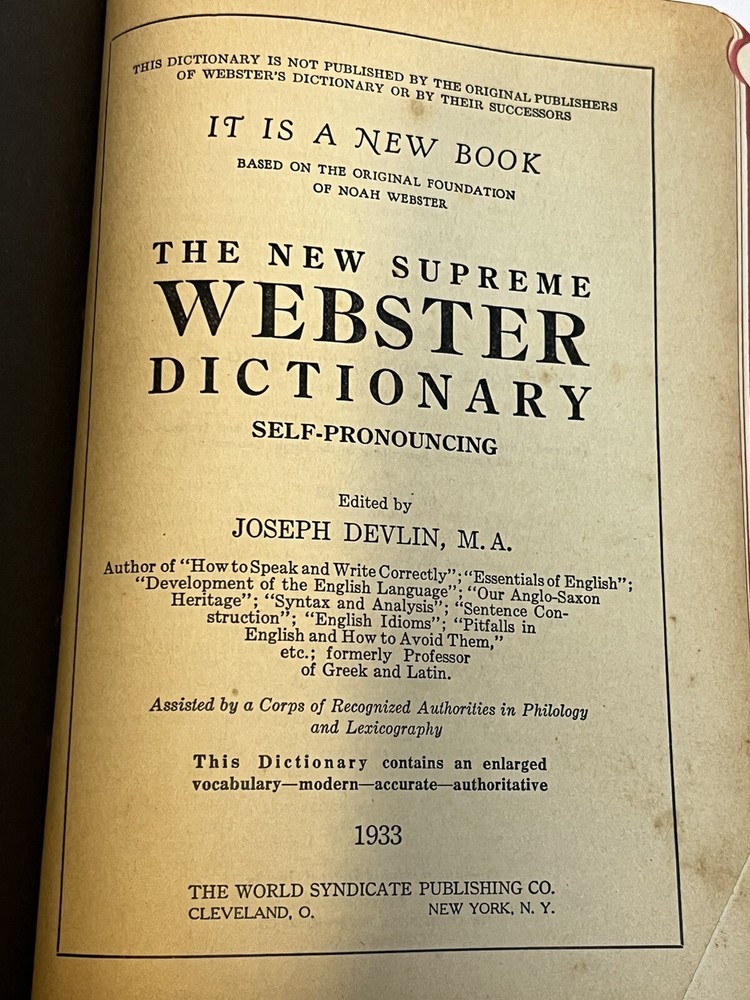 THIS DICTIONARY IS NOT PUBLISHED BY THE ORIGINAL PUBLISHERS
OF WEBSTER'S DICTIONARY OR BY THEIR SUCCESSORS
IT IS A NEW BOOK
BASED ON THE ORIGINAL FOUNDATION
OF NOAH WEBSTER
THE NEW SUPREME
WEBSTER
DICTIONARY
SELF-PRONOUNCING
Edited by
JOSEPH DEVLIN, M. A.
Author of "How to Speak and Write Correctly"; "Essentials of English";
"Development of the English Language"; "Our Anglo-Saxon
Heritage"; "Syntax and Analysis"; "Sentence Con-
struction"; "English Idioms"; "Pitfalls in
English and How to Avoid Them,"
etc.; formerly Professor
of Greek and Latin.
Assisted by a Corps of Recognized Authorities in Philology
and Lexicography
This Dictionary contains an enlarged
vocabulary—modern—accurate—authoritative
1933
THE WORLD SYNDICATE PUBLISHING CO.
CLEVELAND, O. NEW YORK, N. Y.